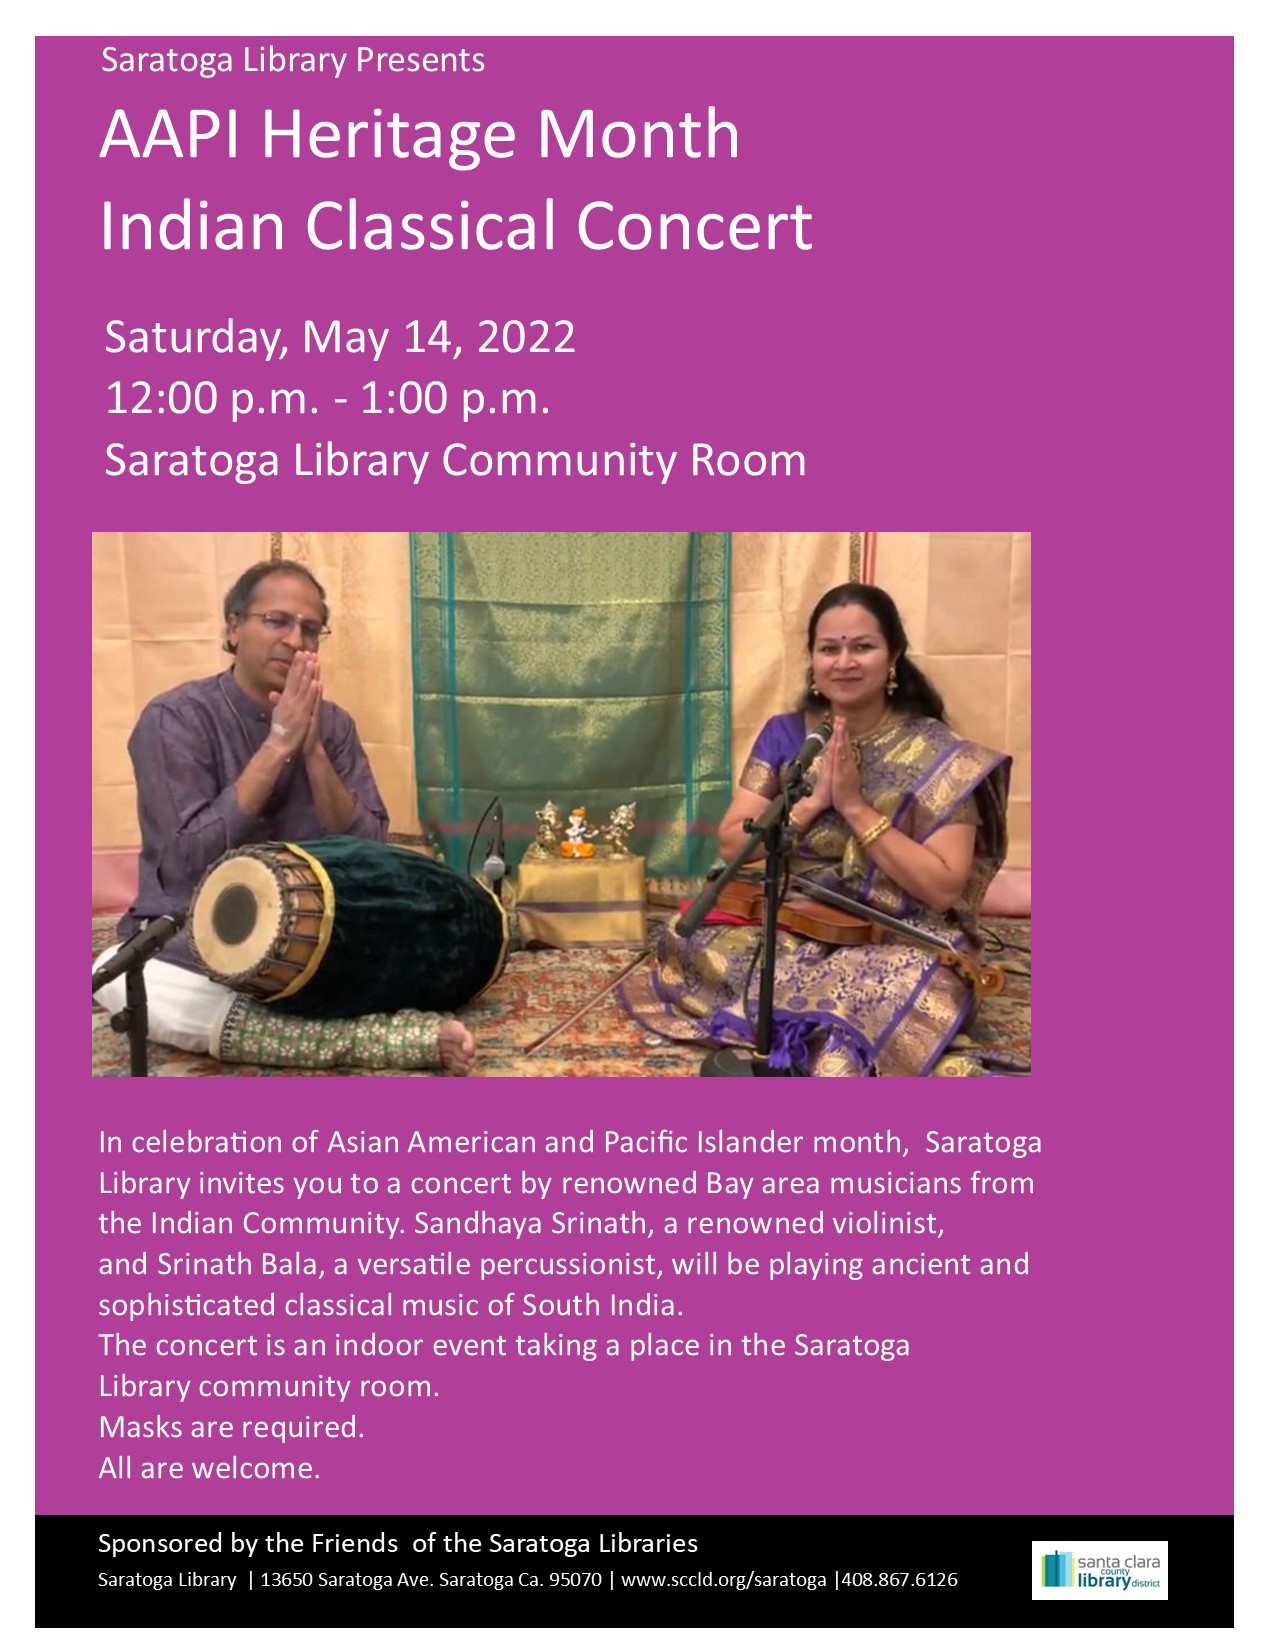 Saratoga Library Presents
AAPI Heritage Month
Indian Classical Concert
Saturday, May 14, 2022
12:00 p.m. - 1:00 p.m.
Saratoga Library Community Room
In celebration of Asian American and Pacific Islander month,  Saratoga
Library invites you to a concert by renowned Bay area musicians from
the Indian Community. Sandhaya Srinath, a renowned violinist,
and Srinath Bala, a versatile percussionist, will be playing ancient and
sophisticated classical music of South India.
The concert is an indoor event taking a place in the Saratoga
Library community room.
Masks are required.
All are welcome.
Sponsored by the Friends  of the Saratoga Libraries
Saratoga Library  | 13650 Saratoga Ave. Saratoga Ca. 95070 | www.sccld.org/saratoga |408.867.6126
santa clara
county
library district